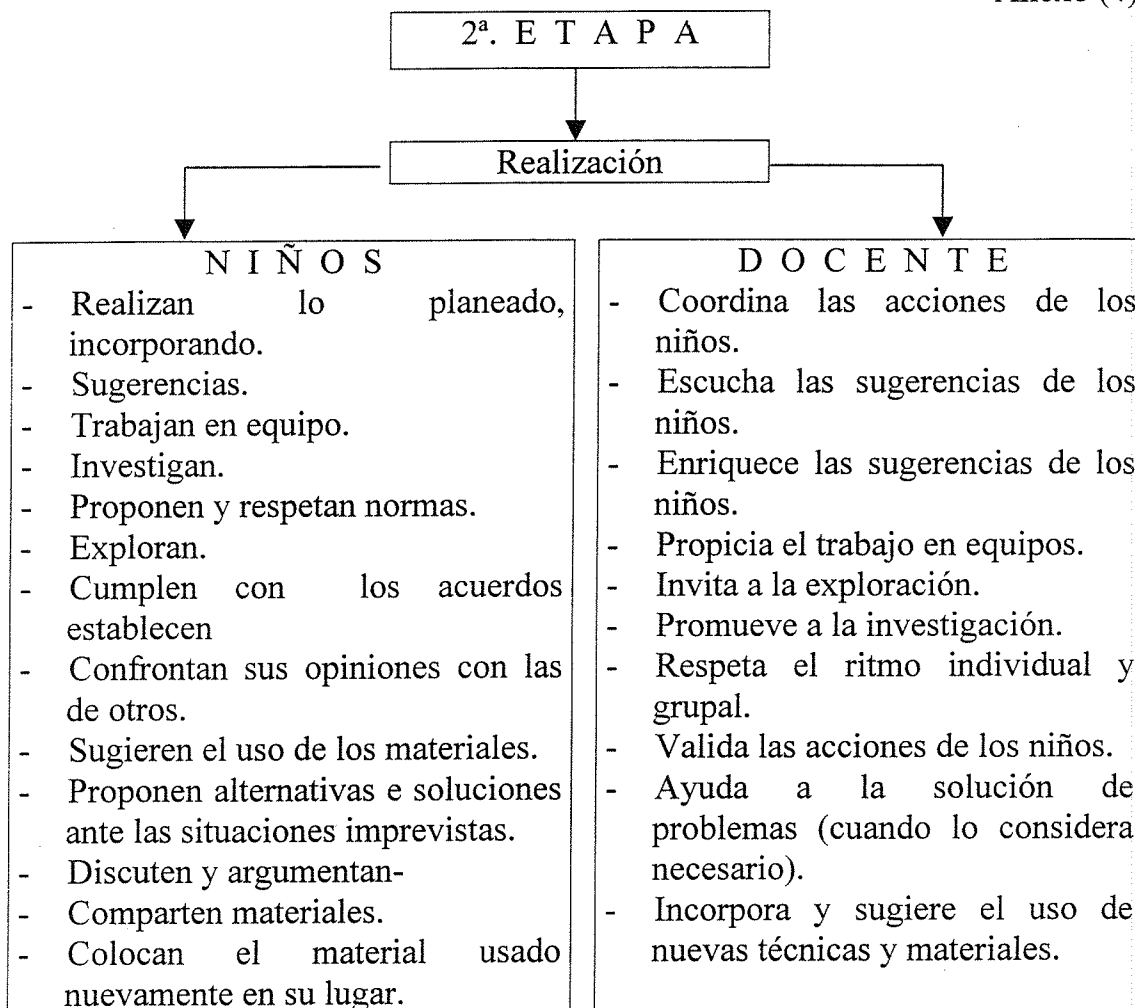 2ª. E T A P A
Realización
N I Ñ O S
- Realizan lo planeado,
incorporando.
- Sugerencias.
- Trabajan en equipo.
- Investigan.
- Proponen y respetan normas.
- Exploran.
- Cumplen con los acuerdos
establecen
- Confrontan sus opiniones con las
de otros.
- Sugieren el uso de los materiales.
- Proponen alternativas e soluciones
ante las situaciones imprevistas.
- Discuten y argumentan-
- Comparten materiales.
- Colocan el material usado
nuevamente en su lugar.
D O C E N T E
- Coordina las acciones de los
niños.
- Escucha las sugerencias de los
niños.
- Enriquece las sugerencias de los
niños.
- Propicia el trabajo en equipos.
- Invita a la exploración.
- Promueve a la investigación.
- Respeta el ritmo individual y
grupal.
- Valida las acciones de los niños.
- Ayuda a la solución de
problemas (cuando lo considera
necesario).
- Incorpora y sugiere el uso de
nuevas técnicas y materiales.